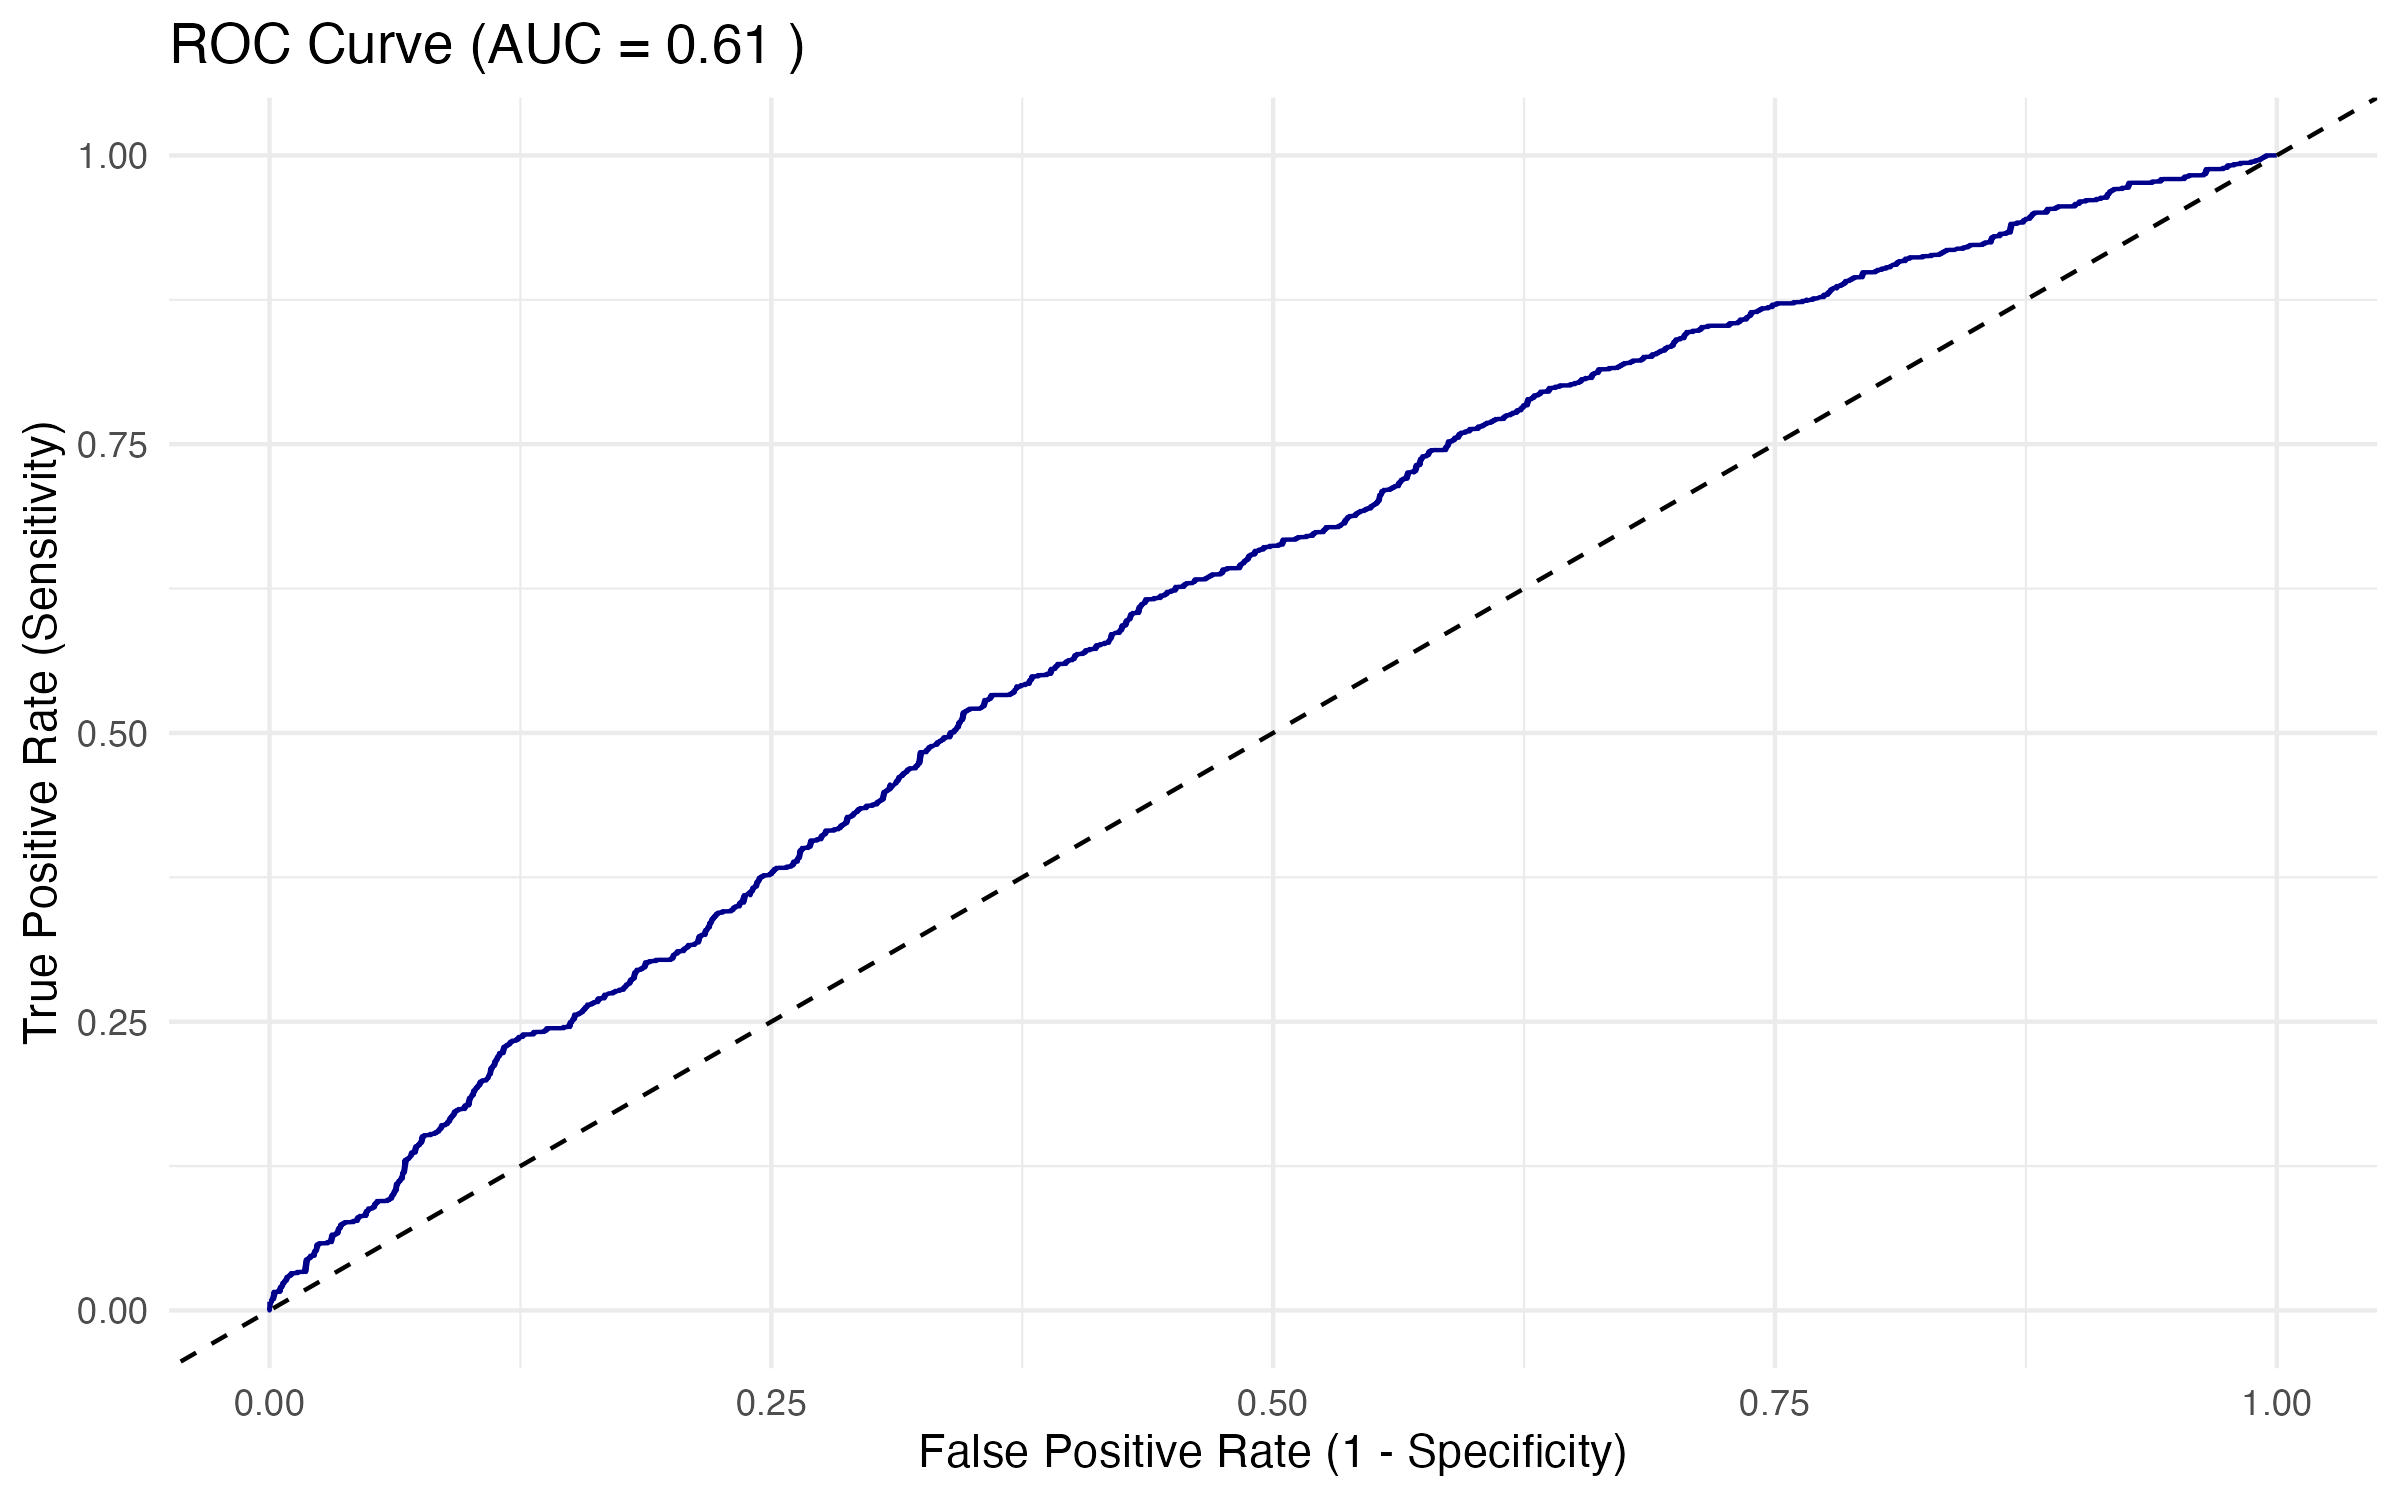 ROC Curve (AUC = 0.61 )
True Positive Rate (Sensitivity)
1.00
0.75
0.50
0.25
0.00
0.00 0.25 0.50 0.75 1.00
False Positive Rate (1 - Specificity)